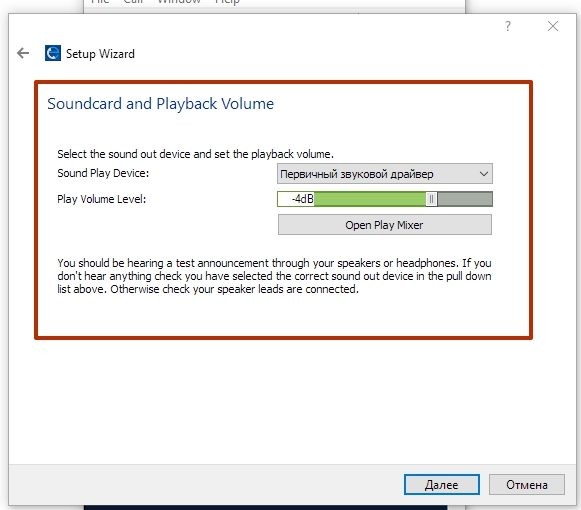 File Call Window Help
?
Setup Wizard
Soundcard and Playback Volume
Select the sound out device and set the playback volume.
Sound Play Device: Первичный звуковой драйвер
Play Volume Level: -4dB
Open Play Mixer
You should be hearing a test announcement through your speakers or headphones. If you
don't hear anything check you have selected the correct sound out device in the pull down
list above. Otherwise check your speaker leads are connected.
Далее Отмена